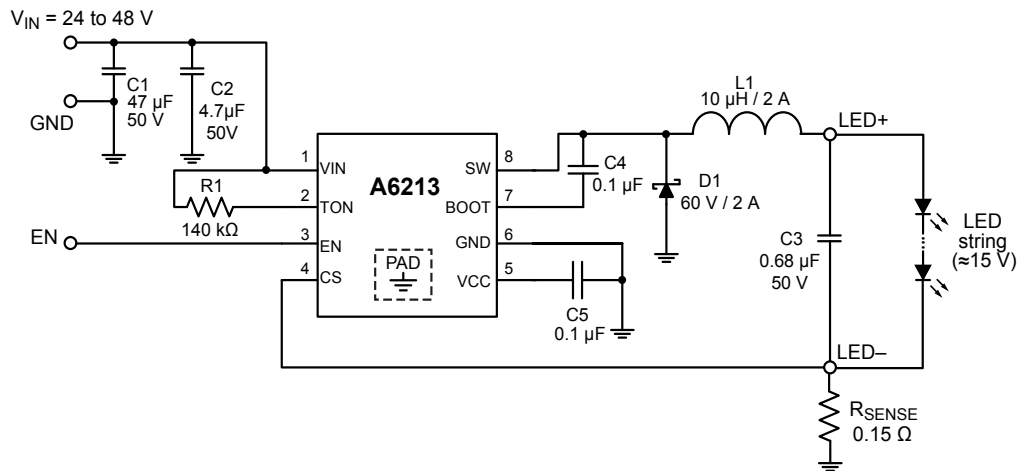 V_IN = 24 to 48 V
C1
47 µF
50 V
C2
4.7µF
50V
GND
R1
140 kΩ
EN
1
VIN
2
TON
3
EN
4
CS
A6213
PAD
8
SW
7
BOOT
6
GND
5
VCC
C4
0.1 µF
C5
0.1 µF
D1
60 V / 2 A
L1
10 µH / 2 A
LED+
C3
0.68 µF
50 V
LED
string
(≈15 V)
LED–
R_SENSE
0.15 Ω